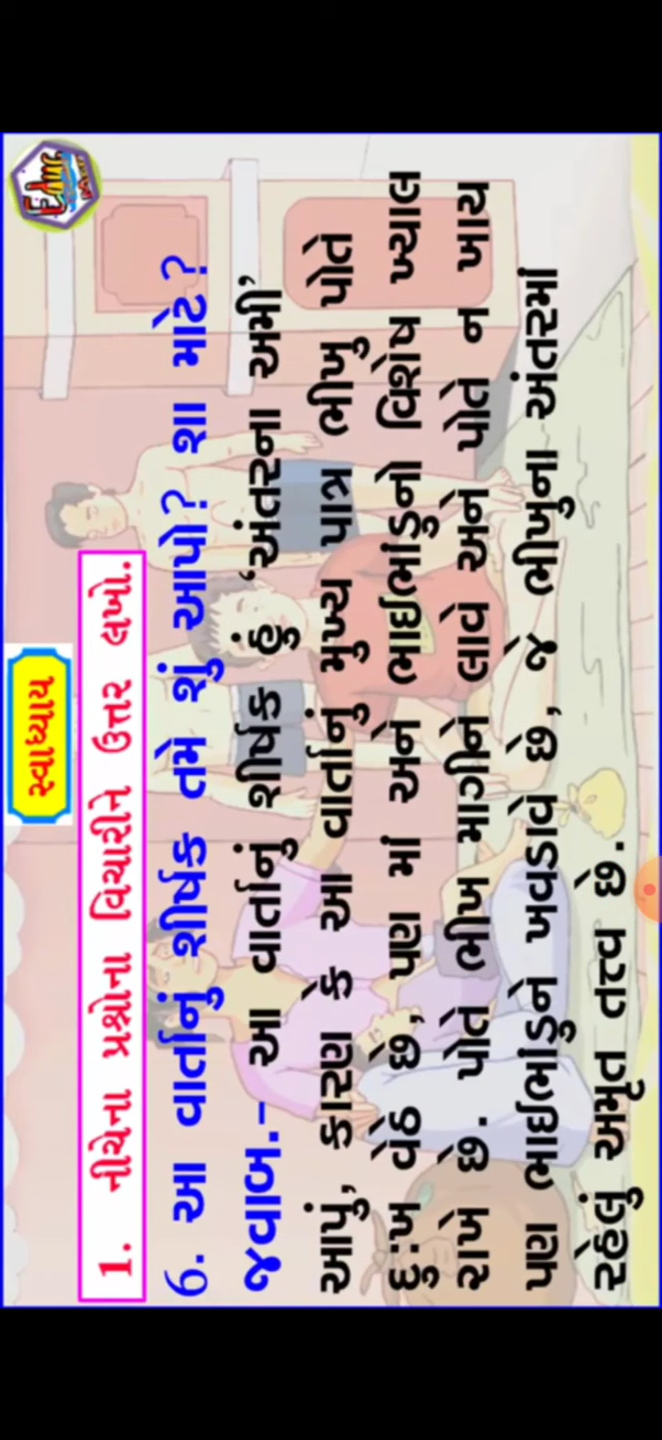 સ્વાધ્યાય
1. નીચેના પ્રશ્નોના વિચારીને ઉત્તર લખો.
6. આ વાર્તાનું શીર્ષક તમે શું આપો? શા માટે?
જવાબ.– આ વાર્તાનું શીર્ષક હું ‘અંતરના અમી’
આપું, કારણ કે આ વાર્તાનું મુખ્ય પાત્ર ભીખુ પોતે
દુઃખ વેઠે છે, પણ માં અને ભાઈભાંડુનો વિશેષ ખ્યાલ
રાખે છે. પોતે ભીખ માગીને લાવે અને પોતે ન ખાય
પણ ભાઈભાંડુને ખવડાવે છે, જે ભીખુના અંતરમાં
રહેલું અમૃત તત્વ છે.